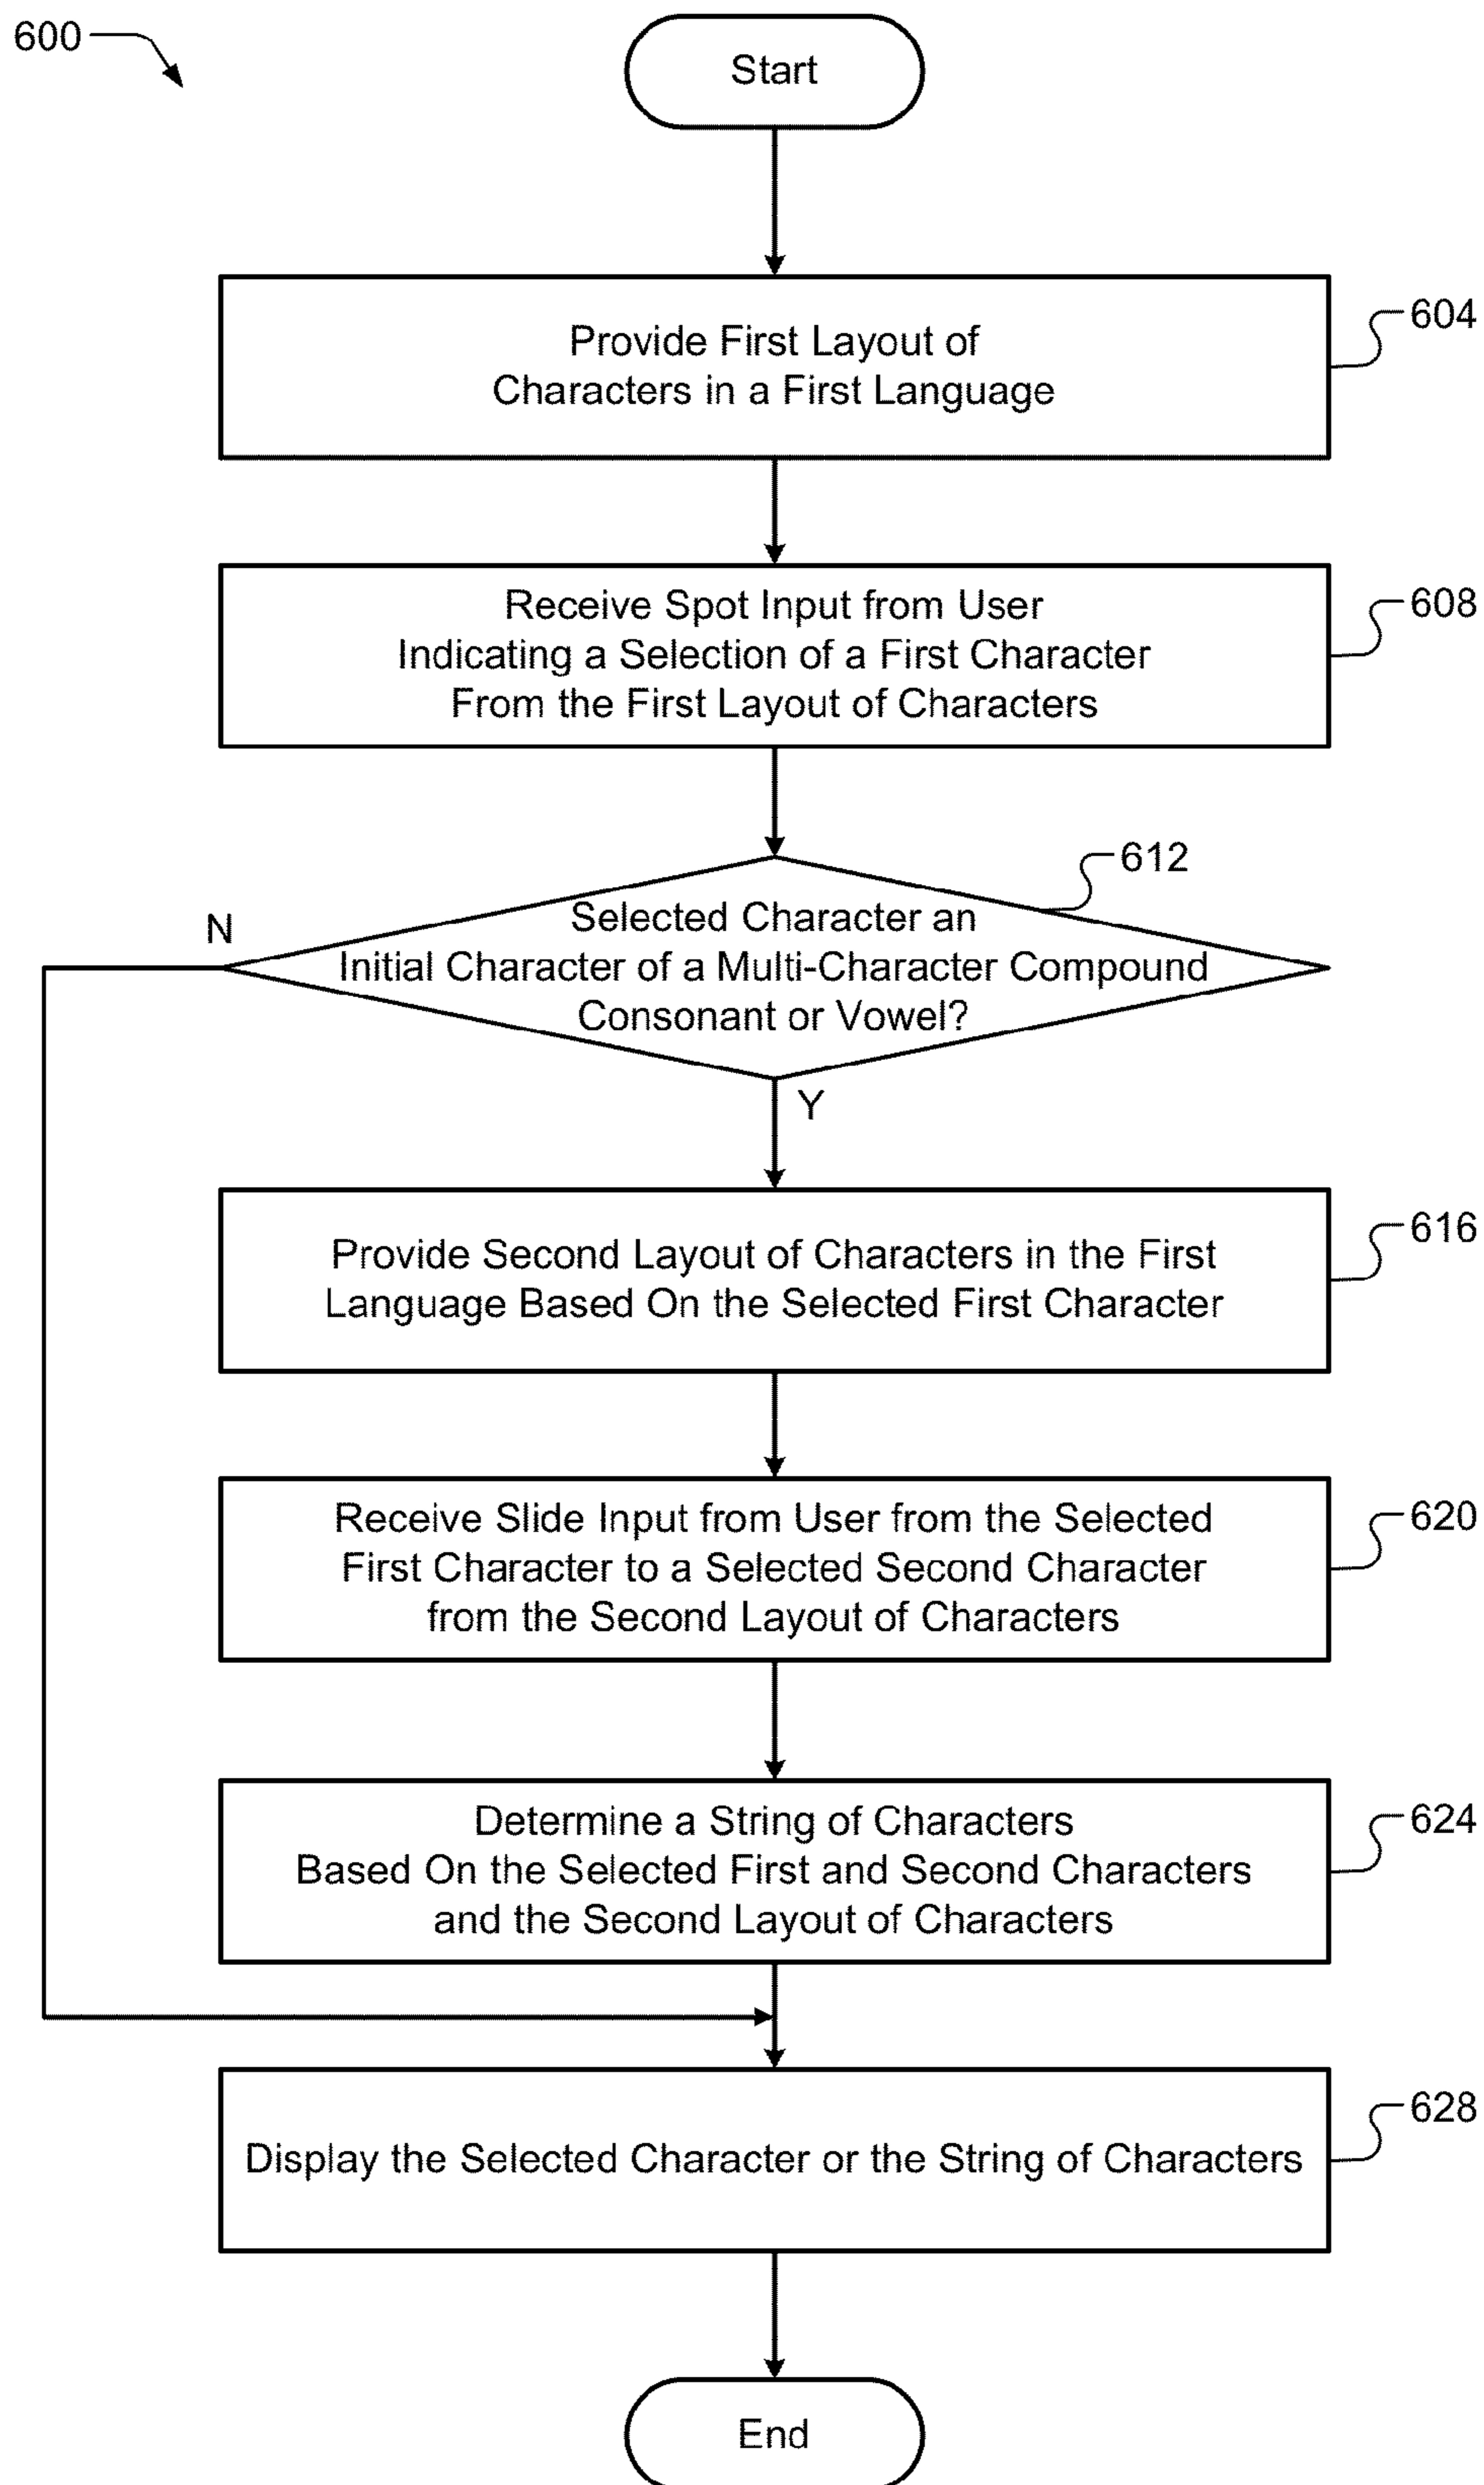 600
Start
Provide First Layout of
Characters in a First Language
604
Receive Spot Input from User
Indicating a Selection of a First Character
From the First Layout of Characters
608
612
Selected Character an
Initial Character of a Multi-Character Compound
Consonant or Vowel?
N
Y
Provide Second Layout of Characters in the First
Language Based On the Selected First Character
616
Receive Slide Input from User from the Selected
First Character to a Selected Second Character
from the Second Layout of Characters
620
Determine a String of Characters
Based On the Selected First and Second Characters
and the Second Layout of Characters
624
Display the Selected Character or the String of Characters
628
End